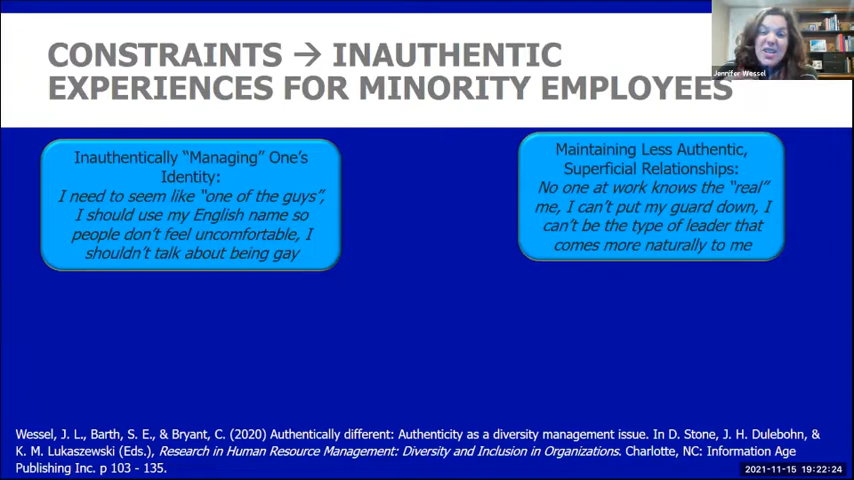 CONSTRAINTS → INAUTHENTIC
EXPERIENCES FOR MINORITY EMPLOYEES
Jennifer Wessel
Inauthentically “Managing” One’s
Identity:
I need to seem like “one of the guys”,
I should use my English name so
people don’t feel uncomfortable, I
shouldn’t talk about being gay
Maintaining Less Authentic,
Superficial Relationships:
No one at work knows the “real”
me, I can’t put my guard down, I
can’t be the type of leader that
comes more naturally to me
Wessel, J. L., Barth, S. E., & Bryant, C. (2020) Authentically different: Authenticity as a diversity management issue. In D. Stone, J. H. Dulebohn, &
K. M. Lukaszewski (Eds.), Research in Human Resource Management: Diversity and Inclusion in Organizations. Charlotte, NC: Information Age
Publishing Inc. p 103 - 135.
2021-11-15 19:22:24